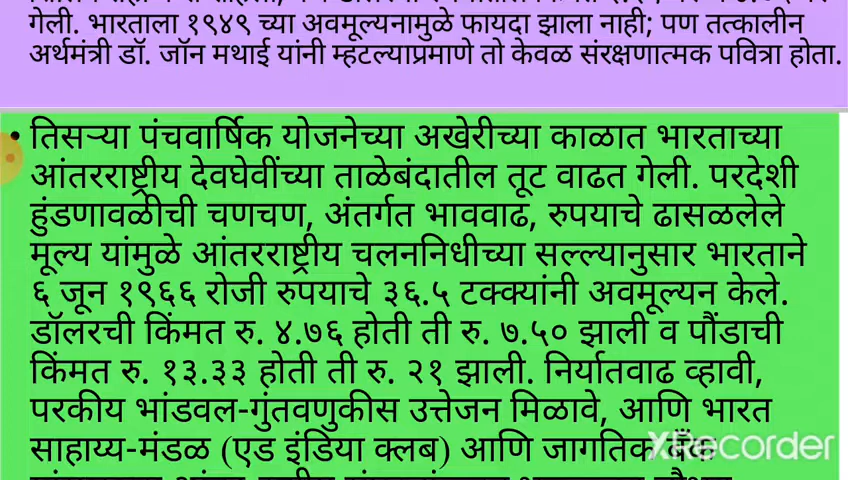 गेली. भारताला १९४९ च्या अवमूल्यनामुळे फायदा झाला नाही; पण तत्कालीन
अर्थमंत्री डॉ. जॉन मथाई यांनी म्हटल्याप्रमाणे तो केवळ संरक्षणात्मक पवित्रा होता.
• तिसऱ्या पंचवार्षिक योजनेच्या अखेरीच्या काळात भारताच्या
आंतरराष्ट्रीय देवघेवींच्या ताळेबंदातील तूट वाढत गेली. परदेशी
हुंडणावळीची चणचण, अंतर्गत भाववाढ, रुपयाचे ढासळलेले
मूल्य यांमुळे आंतरराष्ट्रीय चलननिधीच्या सल्ल्यानुसार भारताने
६ जून १९६६ रोजी रुपयाचे ३६.५ टक्क्यांनी अवमूल्यन केले.
डॉलरची किंमत रु. ४.७६ होती ती रु. ७.५० झाली व पौंडाची
किंमत रु. १३.३३ होती ती रु. २१ झाली. निर्यातवाढ व्हावी,
परकीय भांडवल-गुंतवणुकीस उत्तेजन मिळावे, आणि भारत
साहाय्य-मंडळ (एड इंडिया क्लब) आणि जागतिक बँक
XRecorder